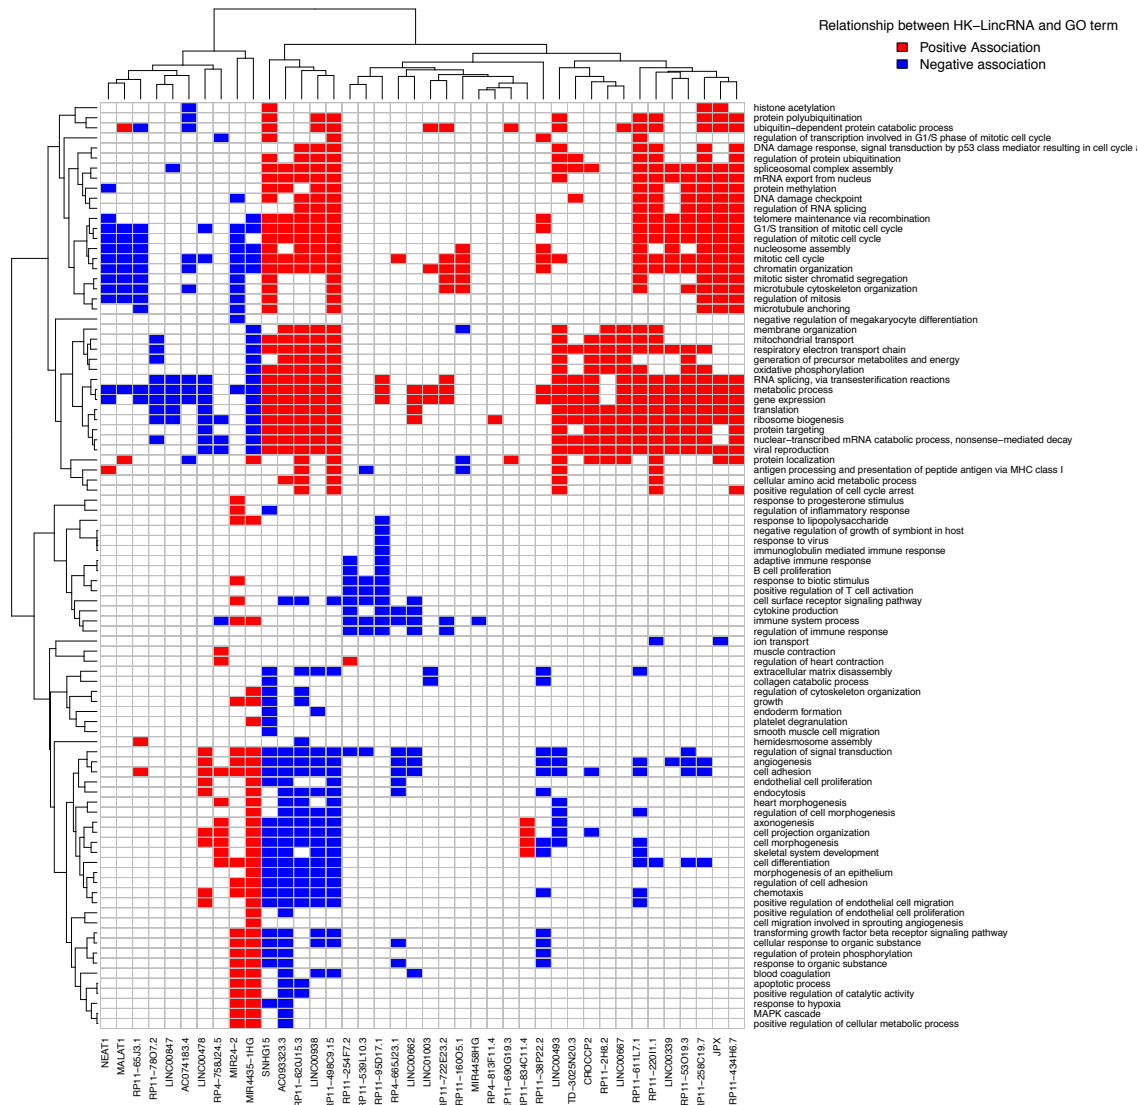 Relationship between HK−LincRNA and GO term
Positive Association
Negative association
histone acetylation
protein polyubiquitination
ubiquitin−dependent protein catabolic process
regulation of transcription involved in G1/S phase of mitotic cell cycle
DNA damage response, signal transduction by p53 class mediator resulting in cell cycle
regulation of protein ubiquitination
spliceosomal complex assembly
mRNA export from nucleus
protein methylation
DNA damage checkpoint
regulation of RNA splicing
telomere maintenance via recombination
G1/S transition of mitotic cell cycle
regulation of mitotic cell cycle
nucleosome assembly
mitotic cell cycle
chromatin organization
mitotic sister chromatid segregation
microtubule cytoskeleton organization
regulation of mitosis
microtubule anchoring
negative regulation of megakaryocyte differentiation
membrane organization
mitochondrial transport
respiratory electron transport chain
generation of precursor metabolites and energy
oxidative phosphorylation
RNA splicing, via transesterification reactions
metabolic process
gene expression
translation
ribosome biogenesis
protein targeting
nuclear−transcribed mRNA catabolic process, nonsense−mediated decay
viral reproduction
protein localization
antigen processing and presentation of peptide antigen via MHC class I
cellular amino acid metabolic process
positive regulation of cell cycle arrest
response to progesterone stimulus
regulation of inflammatory response
response to lipopolysaccharide
negative regulation of growth of symbiont in host
response to virus
immunoglobulin mediated immune response
adaptive immune response
B cell proliferation
response to biotic stimulus
positive regulation of T cell activation
cell surface receptor signaling pathway
cytokine production
immune system process
regulation of immune response
ion transport
muscle contraction
regulation of heart contraction
extracellular matrix disassembly
collagen catabolic process
regulation of cytoskeleton organization
growth
endoderm formation
platelet degranulation
smooth muscle cell migration
hemidesmosome assembly
regulation of signal transduction
angiogenesis
cell adhesion
endothelial cell proliferation
endocytosis
heart morphogenesis
regulation of cell morphogenesis
axonogenesis
cell projection organization
cell morphogenesis
skeletal system development
cell differentiation
morphogenesis of an epithelium
regulation of cell adhesion
chemotaxis
positive regulation of endothelial cell migration
positive regulation of endothelial cell proliferation
cell migration involved in sprouting angiogenesis
transforming growth factor beta receptor signaling pathway
cellular response to organic substance
regulation of protein phosphorylation
response to organic substance
blood coagulation
apoptotic process
positive regulation of catalytic activity
response to hypoxia
MAPK cascade
positive regulation of cellular metabolic process
NEAT1
MALAT1
RP11−65J3.1
RP11−78O7.2
LINC00847
AC074183.4
LINC00478
RP4−758J24.5
MIR24−2
MIR4435−1HG
SNHG15
AC093323.3
RP11−620J15.3
LINC00938
RP11−498C9.15
RP11−254F7.2
RP11−539L10.3
RP11−95D17.1
RP4−665J23.1
LINC00662
LINC01003
RP11−722E23.2
RP11−160O5.1
MIR4458HG
RP4−813F11.4
RP11−690G19.3
RP11−834C11.4
RP11−38P22.2
LINC00493
TD−3025N20.3
CROCCP2
RP11−2H8.2
LINC00667
RP11−611L7.1
RP11−22011.1
LINC00339
RP11−53O19.3
RP11−258C19.7
JPX
RP11−434H6.7